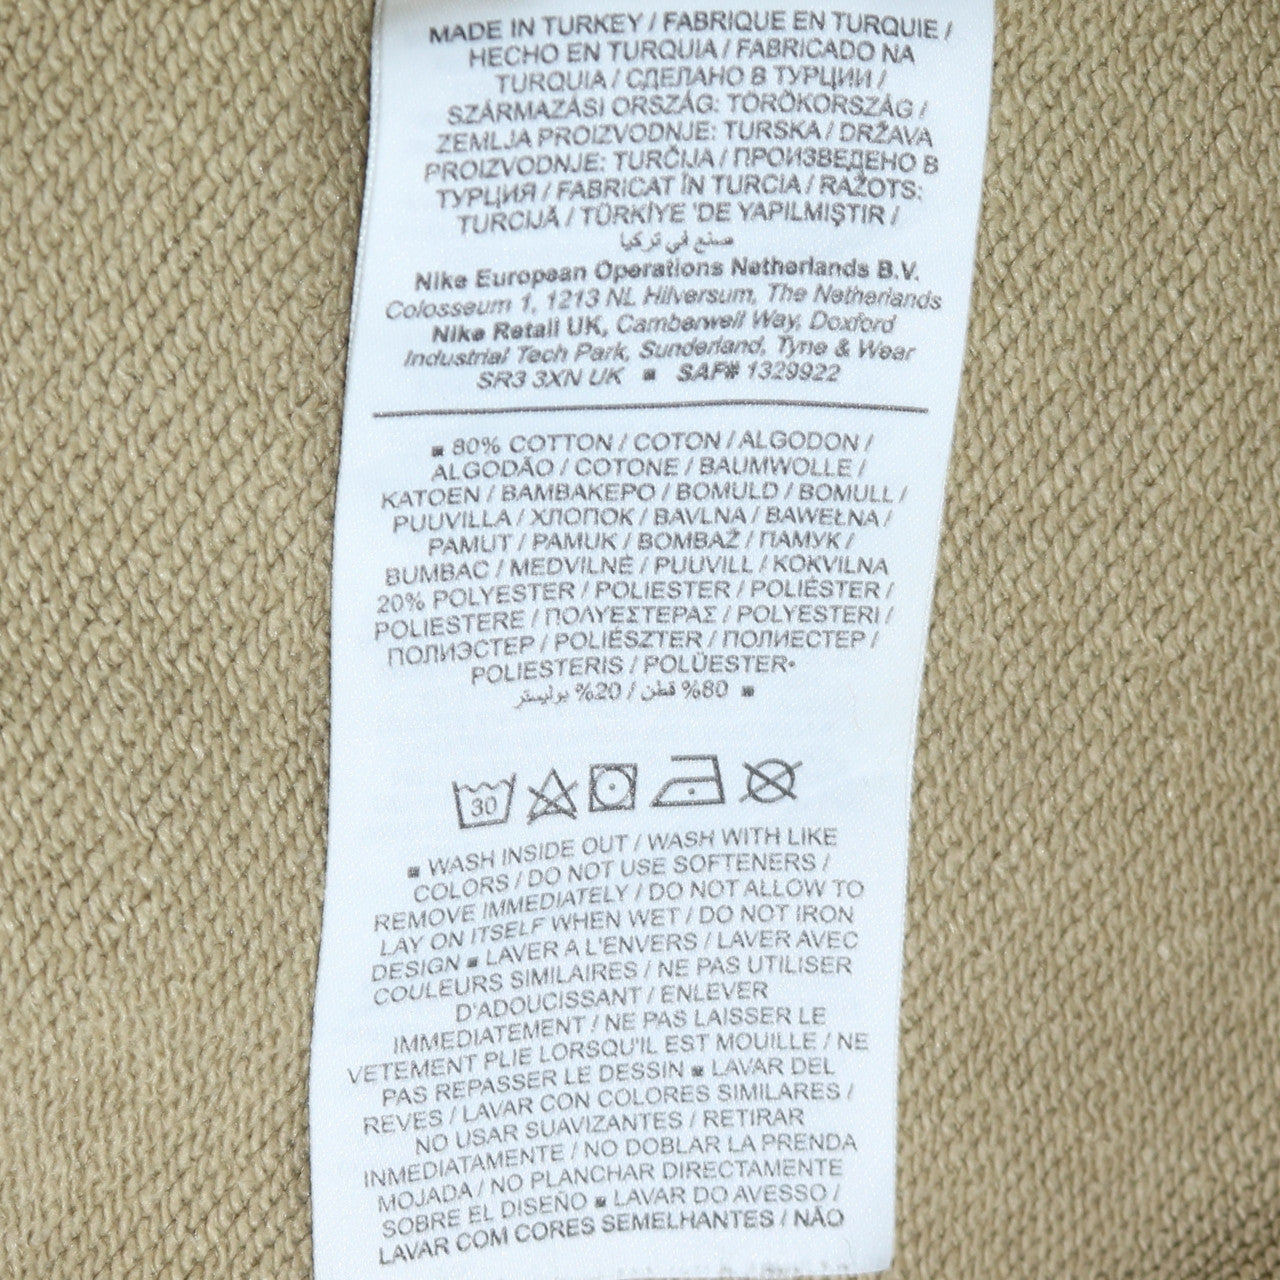 MADE IN TURKEY / FABRIQUE EN TURQUIE /
HECHO EN TURQUIA / FABRICADO NA
TURQUIA / СДЕЛАНО В ТУРЦИИ /
SZÁRMAZÁSI ORSZÁG: TÖRÖKORSZÁG /
ZEMLJA PROIZVODNJE: TURSKA / DRŽAVA
PROIZVODNJE: TURČIJA / ПРОИЗВЕДЕНО В
ТУРЦИЯ / FABRICAT ÎN TURCIA / RAŽOTS:
TURCIJĀ / TÜRKİYE 'DE YAPILMIŞTIR /
صنع في تركيا
Nike European Operations Netherlands B.V.
Colosseum 1, 1213 NL Hilversum, The Netherlands
Nike Retail UK, Camberwell Way, Doxford
Industrial Tech Park, Sunderland, Tyne & Wear
SR3 3XN UK ■ SAF# 1329922
■ 80% COTTON / COTON / ALGODON /
ALGODÃO / COTONE / BAUMWOLLE /
KATOEN / BAMBAKEPO / BOMULD / BOMULL /
PUUVILLA / ХЛОПОК / BAVLNA / BAWEŁNA /
PAMUT / PAMUK / BOMBAŽ / ПАМУК /
BUMBAC / MEDVILNĖ / PUUVILL / KOKVILNA
20% POLYESTER / POLIESTER / POLIÉSTER /
POLIESTERE / ΠΟΛΥΕΣΤΕΡΑΣ / POLYESTERI /
ПОЛИЭСТЕР / POLIÉSZTER / ПОЛИЕСТЕР /
POLIESTERIS / POLÜESTER•
■ 80% قطن / 20% بوليستر
30
■ WASH INSIDE OUT / WASH WITH LIKE
COLORS / DO NOT USE SOFTENERS /
REMOVE IMMEDIATELY / DO NOT ALLOW TO
LAY ON ITSELF WHEN WET / DO NOT IRON
DESIGN ■ LAVER A L'ENVERS / LAVER AVEC
COULEURS SIMILAIRES / NE PAS UTILISER
D'ADOUCISSANT / ENLEVER
IMMEDIATEMENT / NE PAS LAISSER LE
VETEMENT PLIE LORSQU'IL EST MOUILLE / NE
PAS REPASSER LE DESSIN ■ LAVAR DEL
REVES / LAVAR CON COLORES SIMILARES /
NO USAR SUAVIZANTES / RETIRAR
INMEDIATAMENTE / NO DOBLAR LA PRENDA
MOJADA / NO PLANCHAR DIRECTAMENTE
SOBRE EL DISEÑO ■ LAVAR DO AVESSO /
LAVAR COM CORES SEMELHANTES / NÃO